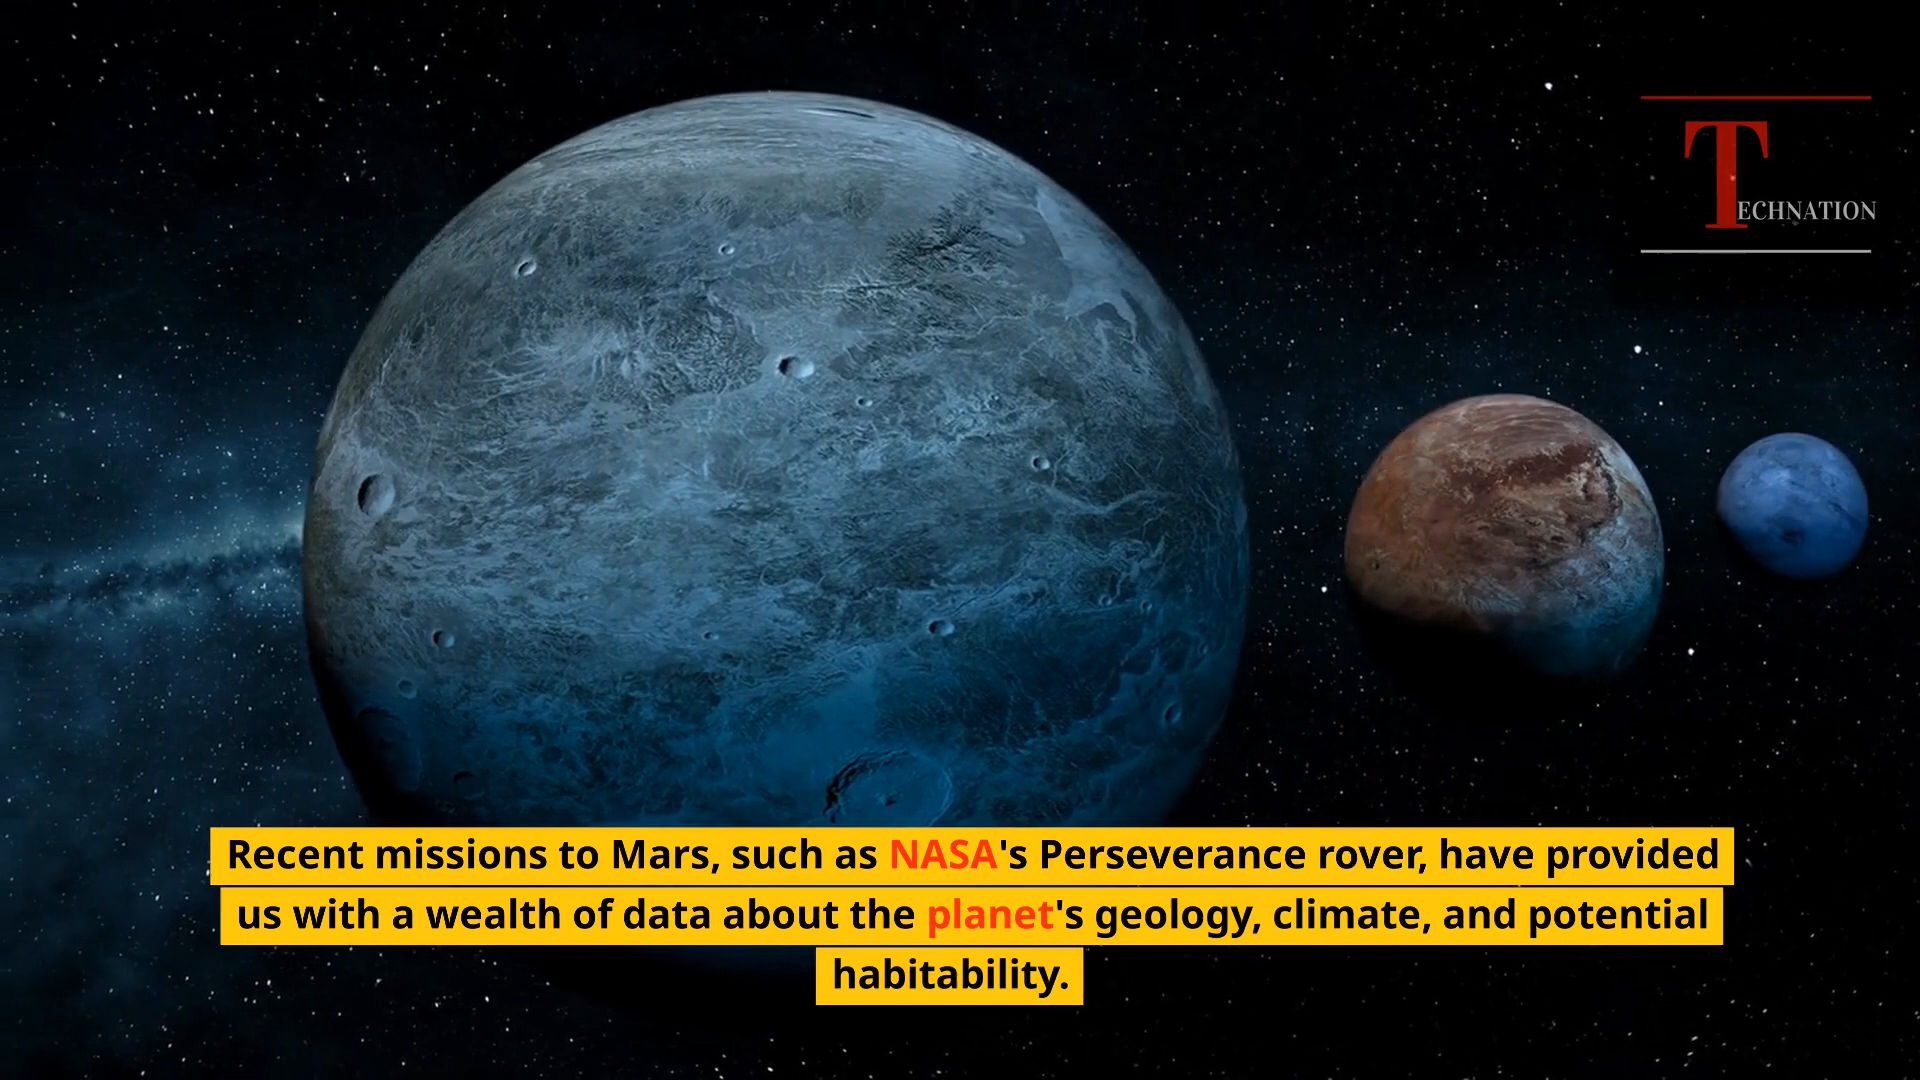 TECHNATION
Recent missions to Mars, such as NASA's Perseverance rover, have provided
us with a wealth of data about the planet's geology, climate, and potential
habitability.